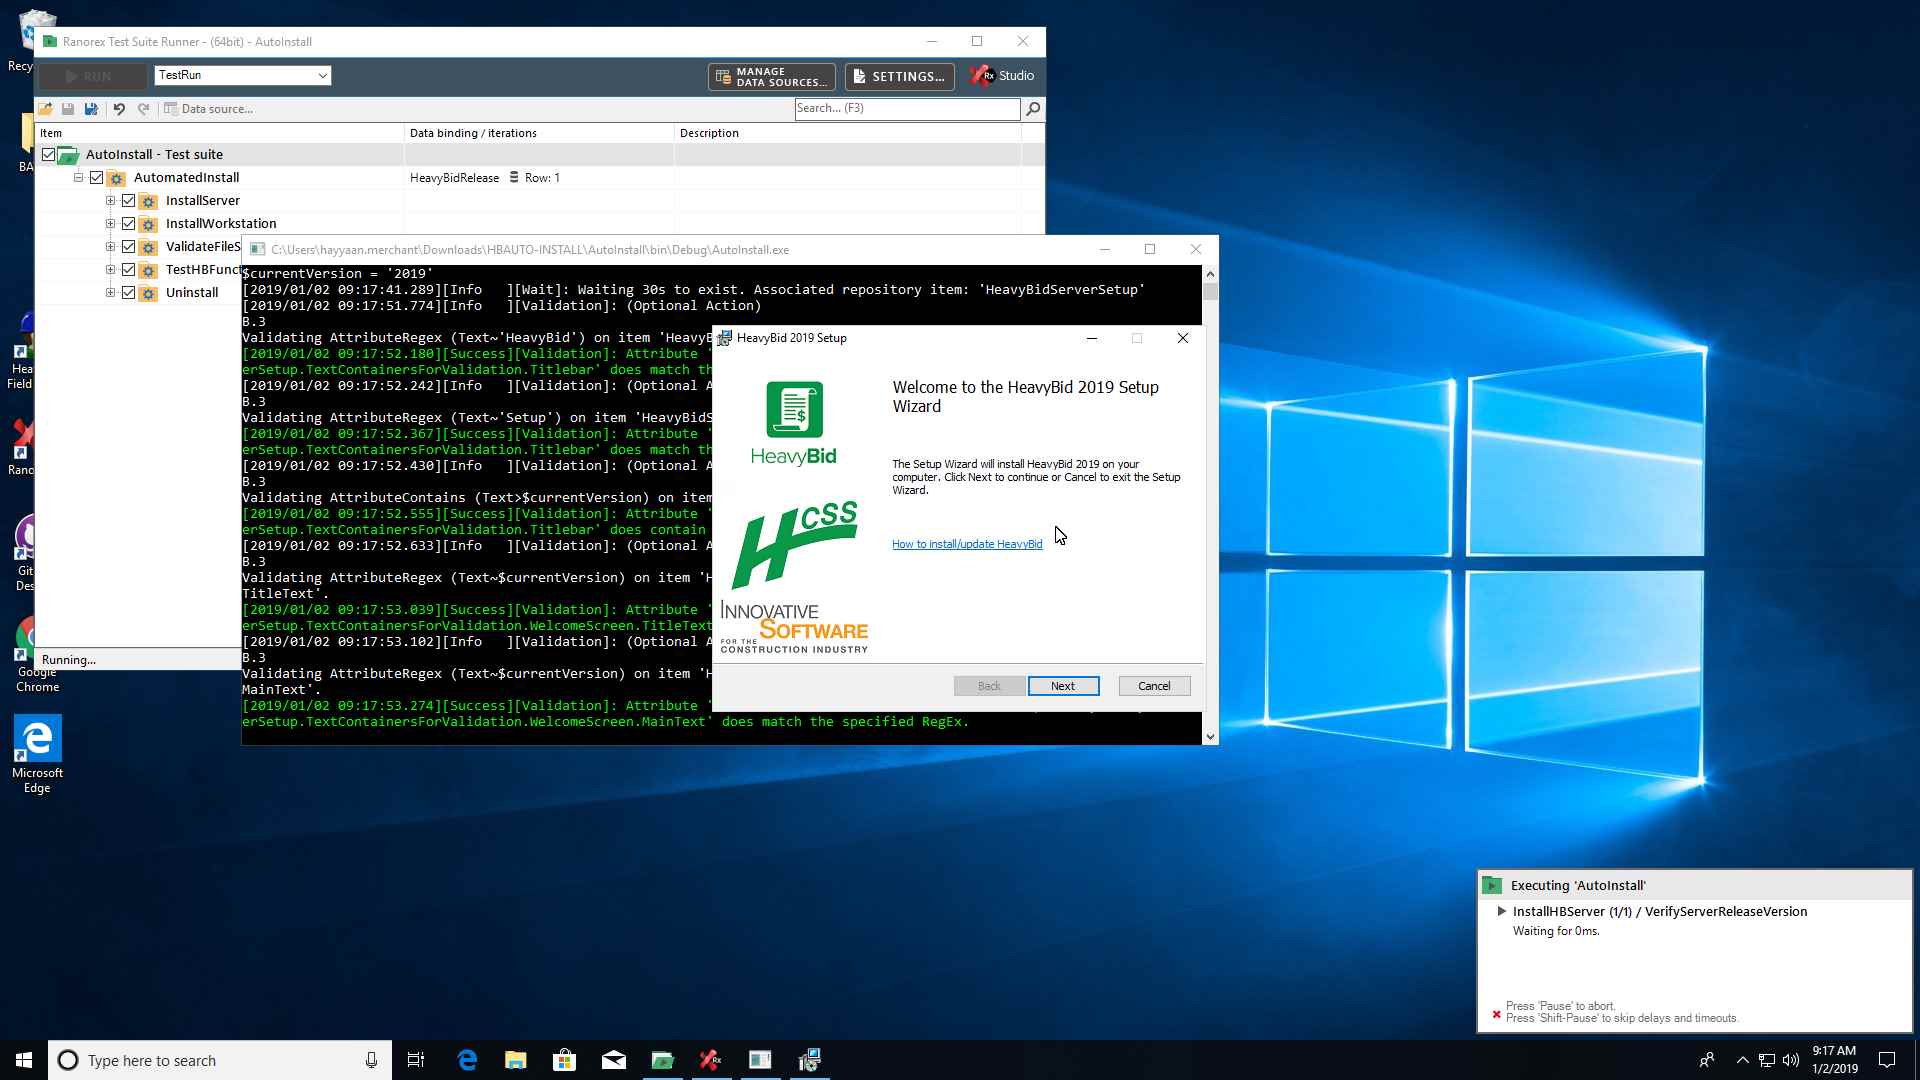 Recyc
Ranorex Test Suite Runner - (64bit) - AutoInstall
RUN
TestRun
MANAGE
DATA SOURCES...
SETTINGS...
Rx
Studio
Data source...
Search... (F3)
Item
Data binding / iterations
Description
AutoInstall - Test suite
AutomatedInstall
HeavyBidRelease
Row: 1
InstallServer
InstallWorkstation
ValidateFileS
TestHBFunct
Uninstall
Running...
BA
Hea
Field
Rano
Git
Des
Google
Chrome
Microsoft
Edge
C:\Users\hayyaan.merchant\Downloads\HBAUTO-INSTALL\AutoInstall\bin\Debug\AutoInstall.exe
$currentVersion = '2019'
[2019/01/02 09:17:41.289][Info   ][Wait]: Waiting 30s to exist. Associated repository item: 'HeavyBidServerSetup'
[2019/01/02 09:17:51.774][Info   ][Validation]: (Optional Action)
B.3
Validating AttributeRegex (Text~'HeavyBid') on item 'HeavyB
[2019/01/02 09:17:52.180][Success][Validation]: Attribute '
erSetup.TextContainersForValidation.Titlebar' does match th
[2019/01/02 09:17:52.242][Info   ][Validation]: (Optional A
B.3
Validating AttributeRegex (Text~'Setup') on item 'HeavyBidS
[2019/01/02 09:17:52.367][Success][Validation]: Attribute '
erSetup.TextContainersForValidation.Titlebar' does match th
[2019/01/02 09:17:52.430][Info   ][Validation]: (Optional A
B.3
Validating AttributeContains (Text>$currentVersion) on item
[2019/01/02 09:17:52.555][Success][Validation]: Attribute '
erSetup.TextContainersForValidation.Titlebar' does contain
[2019/01/02 09:17:52.633][Info   ][Validation]: (Optional A
B.3
Validating AttributeRegex (Text~$currentVersion) on item 'H
TitleText'.
[2019/01/02 09:17:53.039][Success][Validation]: Attribute '
erSetup.TextContainersForValidation.WelcomeScreen.TitleText
[2019/01/02 09:17:53.102][Info   ][Validation]: (Optional A
B.3
Validating AttributeRegex (Text~$currentVersion) on item 'H
MainText'.
[2019/01/02 09:17:53.274][Success][Validation]: Attribute '
erSetup.TextContainersForValidation.WelcomeScreen.MainText' does match the specified RegEx.
HeavyBid 2019 Setup
HeavyBid
HCSS
INNOVATIVE
SOFTWARE
FOR THE
CONSTRUCTION INDUSTRY
Welcome to the HeavyBid 2019 Setup
Wizard
The Setup Wizard will install HeavyBid 2019 on your
computer. Click Next to continue or Cancel to exit the Setup
Wizard.
How to install/update HeavyBid
Back
Next
Cancel
Executing 'AutoInstall'
InstallHBServer (1/1) / VerifyServerReleaseVersion
Waiting for 0ms.
Press 'Pause' to abort.
Press 'Shift-Pause' to skip delays and timeouts.
Type here to search
Rx
9:17 AM
1/2/2019